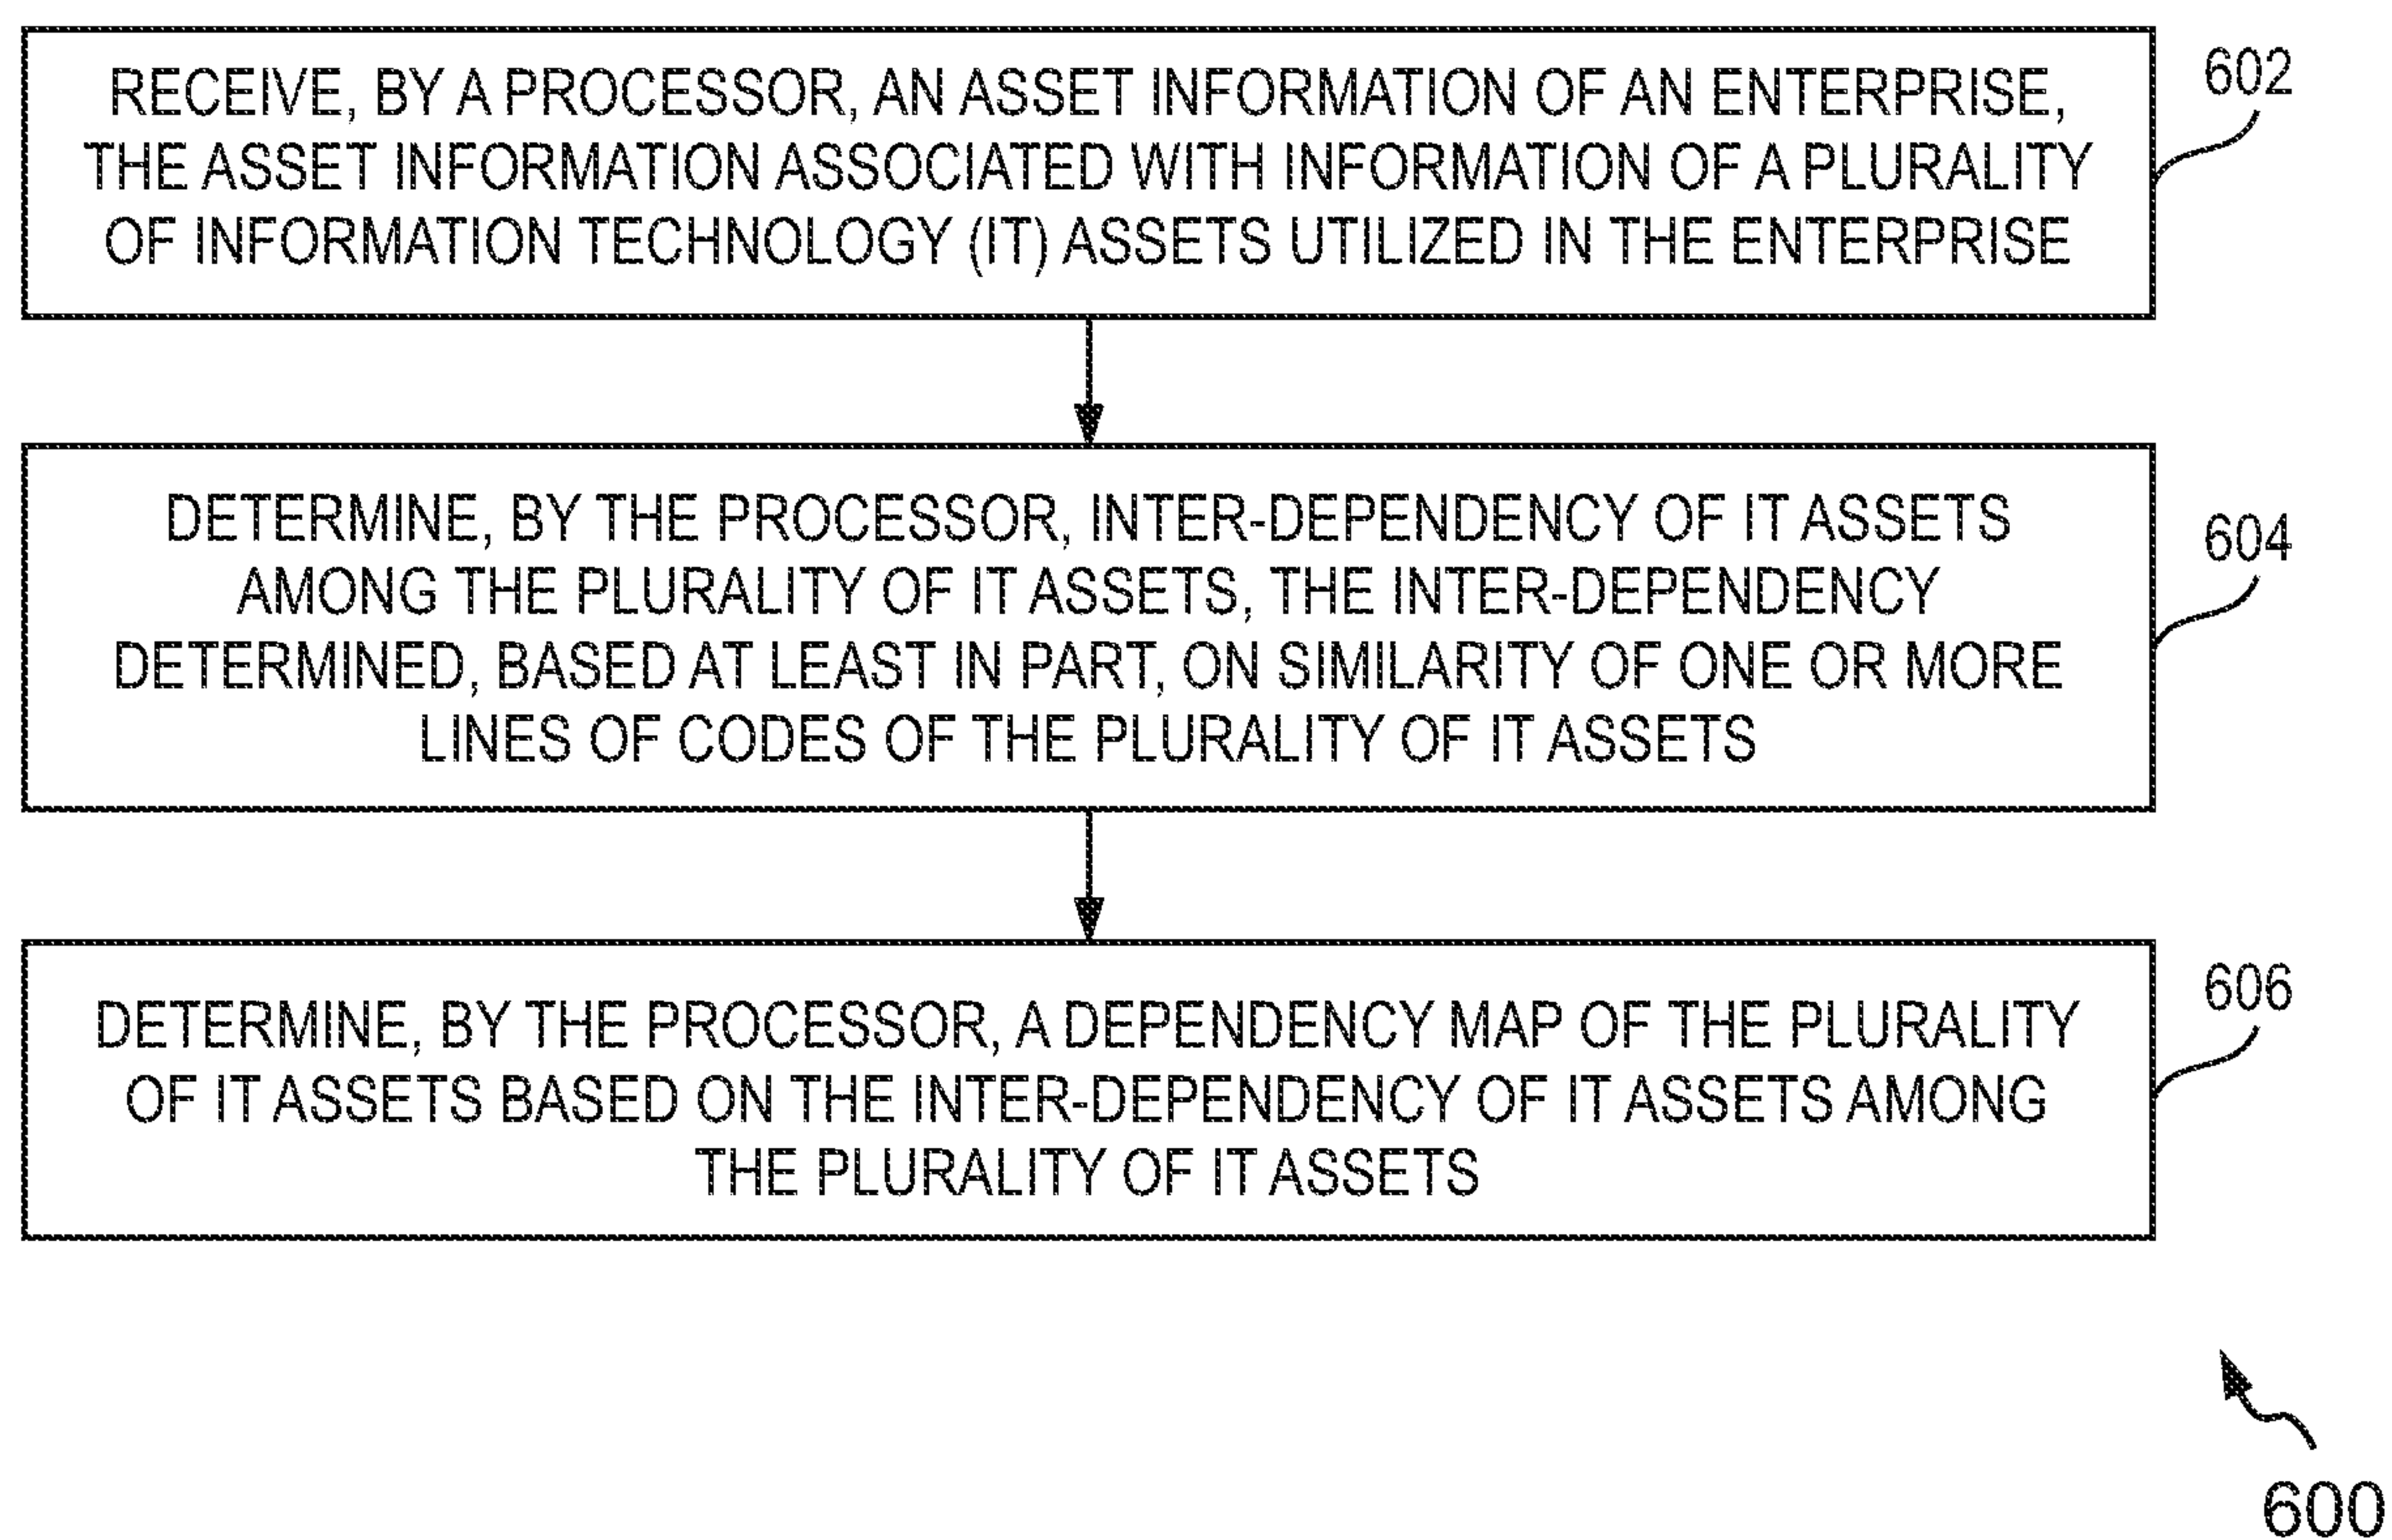 RECEIVE, BY A PROCESSOR, AN ASSET INFORMATION OF AN ENTERPRISE,
THE ASSET INFORMATION ASSOCIATED WITH INFORMATION OF A PLURALITY
OF INFORMATION TECHNOLOGY (IT) ASSETS UTILIZED IN THE ENTERPRISE
602
DETERMINE, BY THE PROCESSOR, INTER-DEPENDENCY OF IT ASSETS
AMONG THE PLURALITY OF IT ASSETS, THE INTER-DEPENDENCY
DETERMINED, BASED AT LEAST IN PART, ON SIMILARITY OF ONE OR MORE
LINES OF CODES OF THE PLURALITY OF IT ASSETS
604
DETERMINE, BY THE PROCESSOR, A DEPENDENCY MAP OF THE PLURALITY
OF IT ASSETS BASED ON THE INTER-DEPENDENCY OF IT ASSETS AMONG
THE PLURALITY OF IT ASSETS
606
600